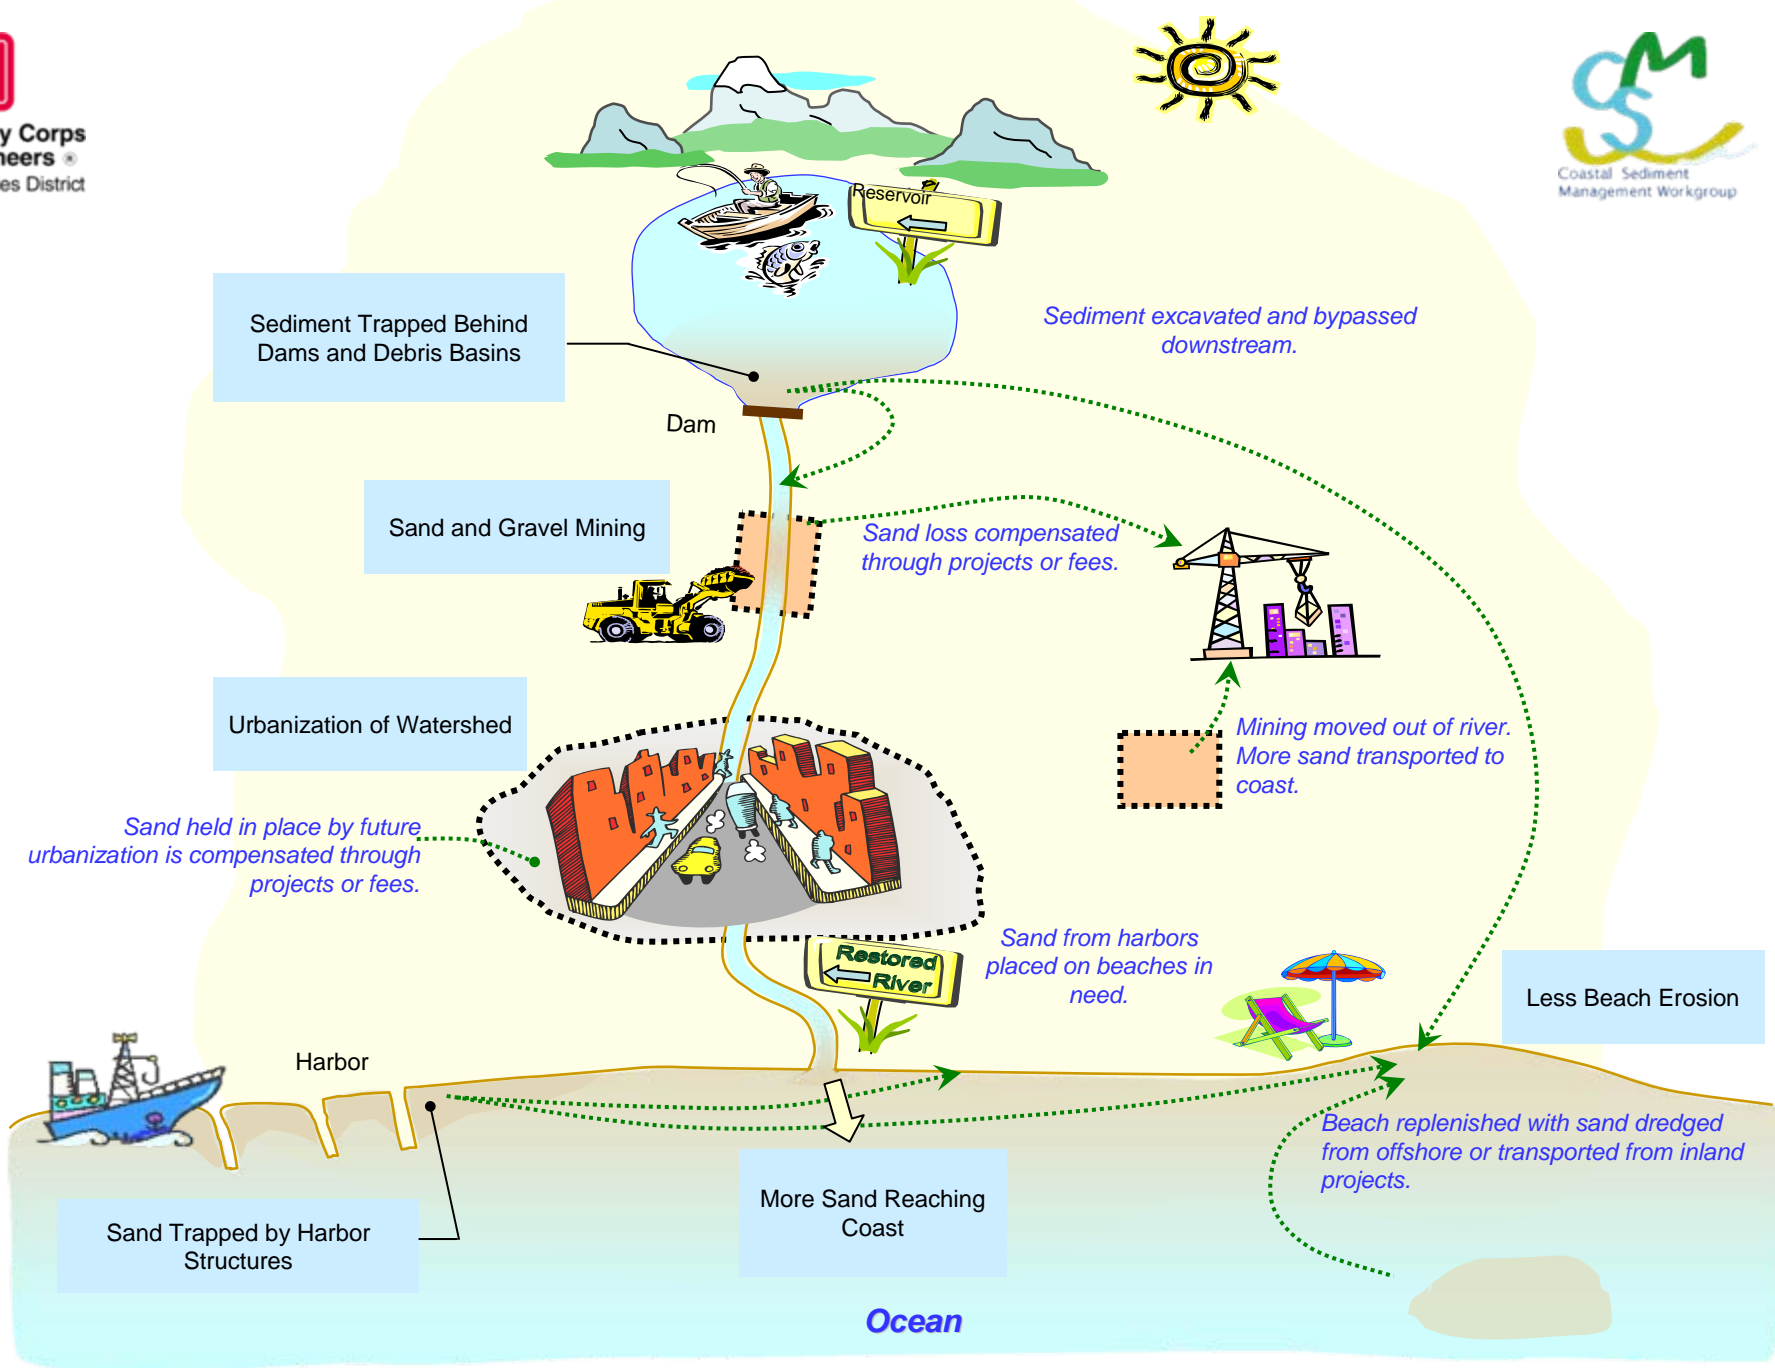 y Corps
neers ®
es District
Coastal Sediment
Management Workgroup
Reservoir
Sediment Trapped Behind
Dams and Debris Basins
Sediment excavated and bypassed
downstream.
Dam
Sand and Gravel Mining
Sand loss compensated
through projects or fees.
Urbanization of Watershed
Mining moved out of river.
More sand transported to
coast.
Sand held in place by future
urbanization is compensated through
projects or fees.
Restored
River
Sand from harbors
placed on beaches in
need.
Less Beach Erosion
Harbor
Beach replenished with sand dredged
from offshore or transported from inland
projects.
More Sand Reaching
Coast
Sand Trapped by Harbor
Structures
Ocean